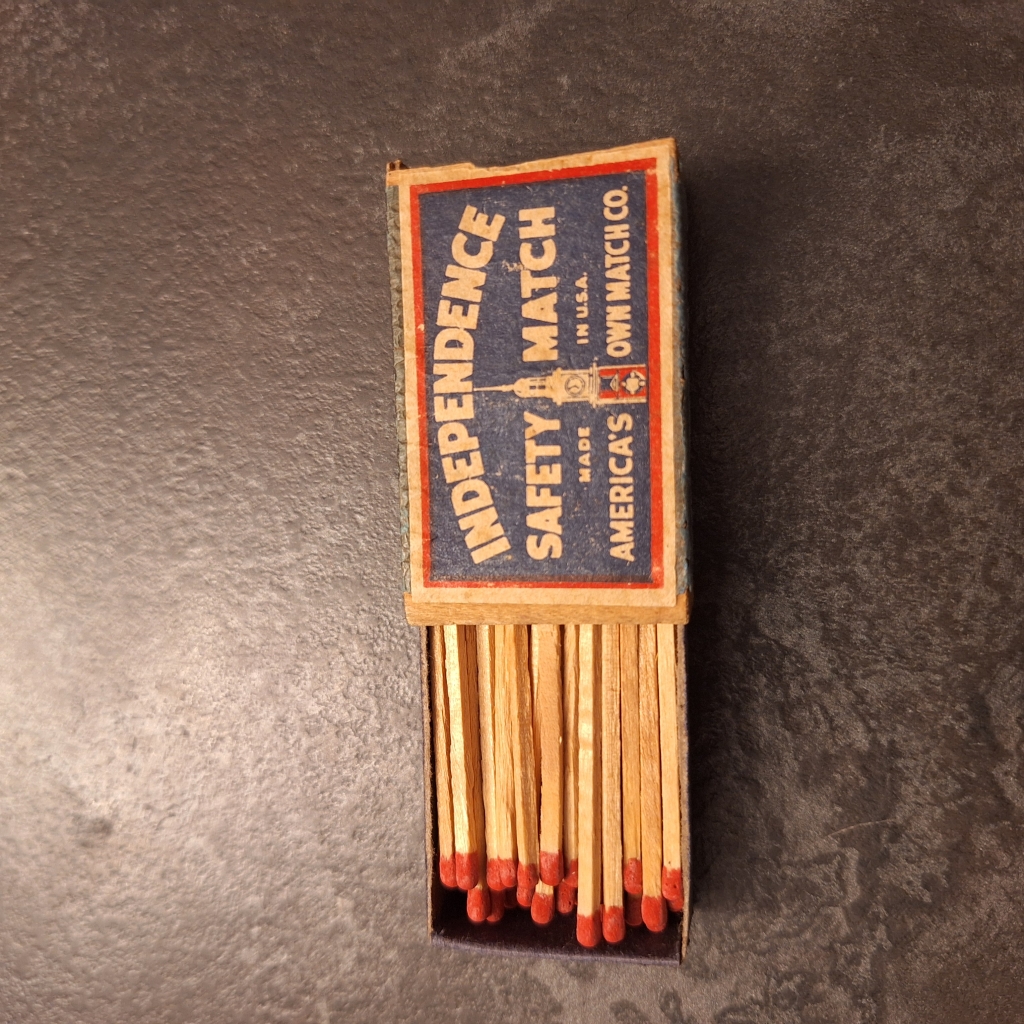 INDEPENDENCE
SAFETY MATCH
MADE IN U.S.A.
AMERICA'S OWN MATCH CO.